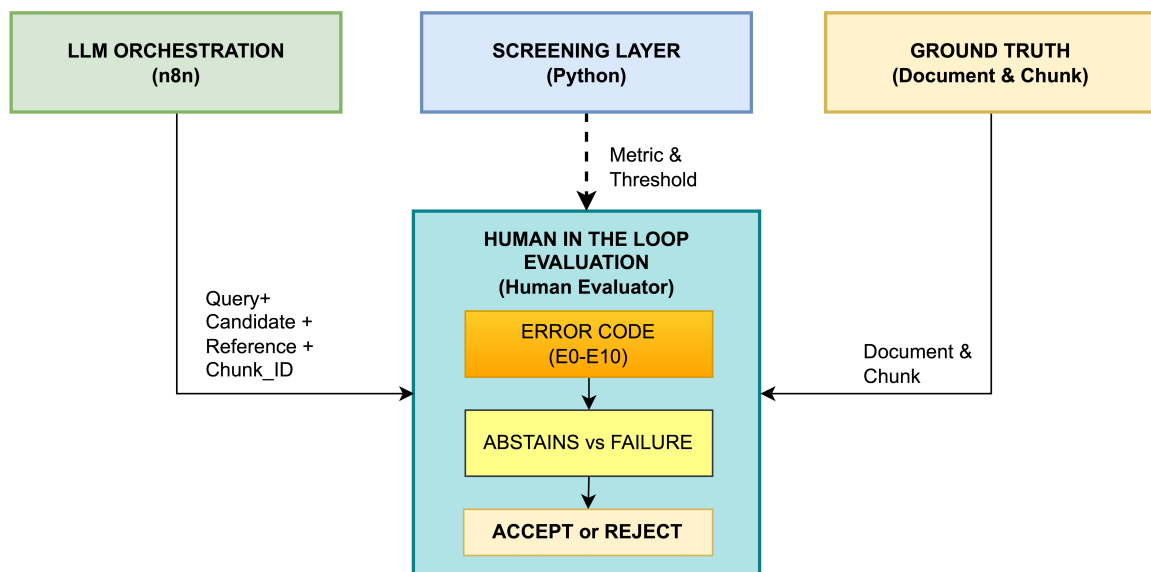 LLM ORCHESTRATION
(n8n)
SCREENING LAYER
(Python)
GROUND TRUTH
(Document & Chunk)
Metric &
Threshold
HUMAN IN THE LOOP
EVALUATION
(Human Evaluator)
Query+
Candidate +
Reference +
Chunk_ID
ERROR CODE
(E0-E10)
Document &
Chunk
ABSTAINS vs FAILURE
ACCEPT or REJECT